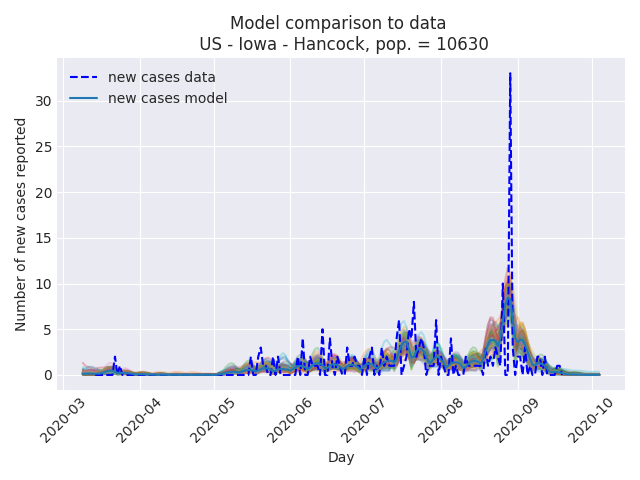 Model comparison to data
US - Iowa - Hancock, pop. = 10630
new cases data
new cases model
Number of new cases reported
30
25
20
15
10
5
0
2020-03
2020-04
2020-05
2020-06
2020-07
2020-08
2020-09
2020-10
Day